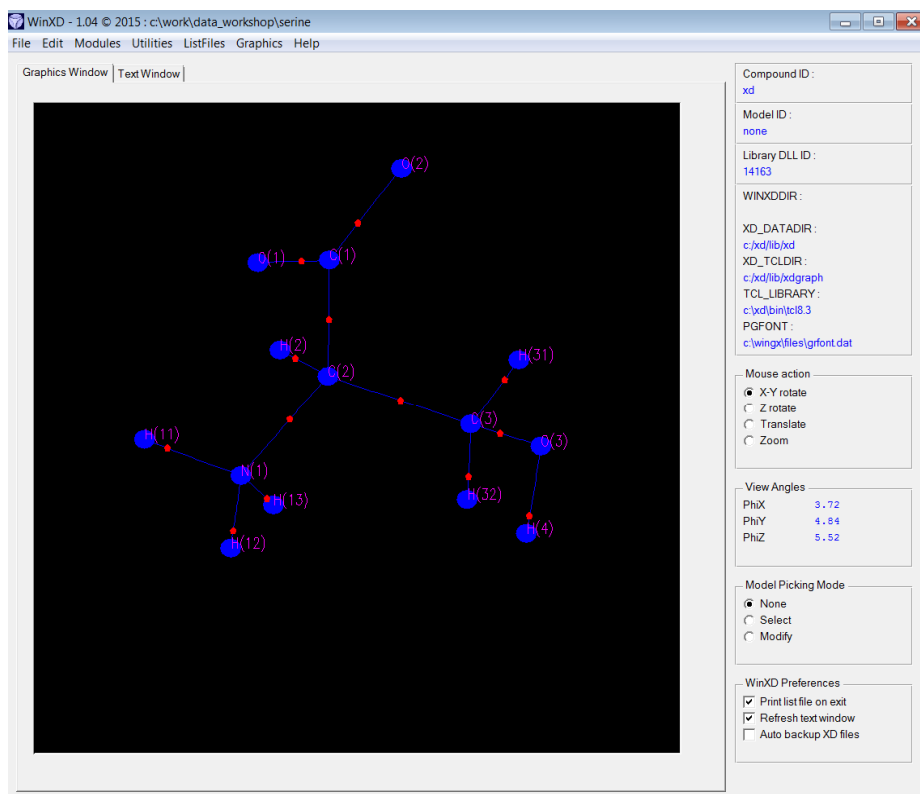 WinXD - 1.04 © 2015 : c:\work\data_workshop\serine
File Edit Modules Utilities ListFiles Graphics Help
Graphics Window Text Window
O(2)
O(1) C(1)
H(2)
H(31)
C(2)
C(3)
H(11)
O(3)
N(1)
H(13)
H(32)
H(4)
H(12)
Compound ID :
xd
Model ID :
none
Library DLL ID :
14163
WINXDDIR :
XD_DATADIR :
c:/xd/lib/xd
XD_TCLDIR:
c:/xd/lib/xdgraph
TCL_LIBRARY :
c:\xd\bin\tcl8.3
PGFONT :
c:\wingx\files\grfont.dat
Mouse action
X-Y rotate
Z rotate
Translate
Zoom
View Angles
PhiX 3.72
PhiY 4.84
PhiZ 5.52
Model Picking Mode
None
Select
Modify
WinXD Preferences
Print list file on exit
Refresh text window
Auto backup XD files